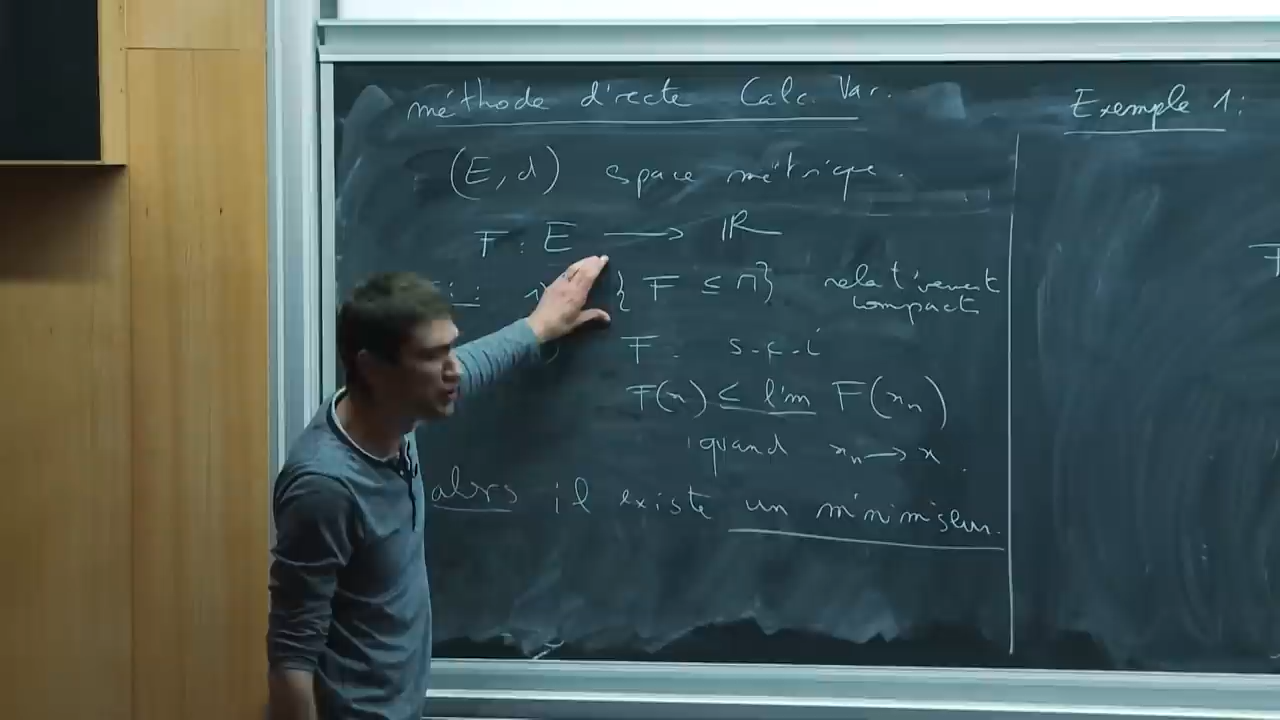 méthode directe Calc. Var.
(E, d) space métrique.
F : E ⟶ ℝ
1) {F ≤ M} relativement compact
F s.c.i
F(x) ≤ lim F(xₙ)
quand xₙ → x.
alors il existe un minimiseur.
Exemple 1: